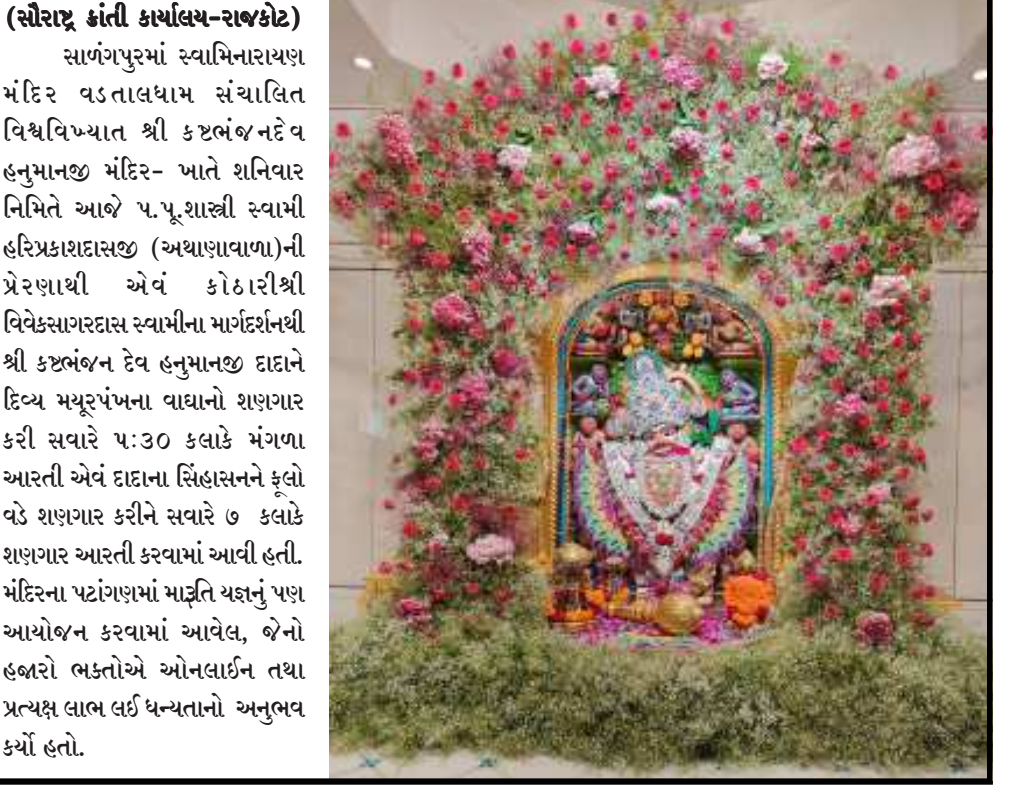 (સૌરાષ્ટ્ર ક્રાંતી કાર્યાલય-રાજકોટ)
સાળંગપુરમાં સ્વામિનારાયણ
મંદિર વડતાલધામ સંચાલિત
વિશ્વવિખ્યાત શ્રી કષ્ટભંજનદેવ
હનુમાનજી મંદિર- ખાતે શનિવાર
નિમિતે આજે પ.પૂ.શાસ્ત્રી સ્વામી
હરિપ્રકાશદાસજી (અથાણાવાળા)ની
પ્રેરણાથી એવં કોઠારીશ્રી
વિવેકસાગરદાસ સ્વામીના માર્ગદર્શનથી
શ્રી કષ્ટભંજન દેવ હનુમાનજી દાદાને
દિવ્ય મયૂરપંખના વાઘાનો શણગાર
કરી સવારે ૫:૩૦ કલાકે મંગળા
આરતી એવં દાદાના સિંહાસનને ફૂલો
વડે શણગાર કરીને સવારે ૭ કલાકે
શણગાર આરતી કરવામાં આવી હતી.
મંદિરના પટાંગણમાં મારૂતિ યજ્ઞનું પણ
આયોજન કરવામાં આવેલ, જેનો
હજારો ભક્તોએ ઓનલાઈન તથા
પ્રત્યક્ષ લાભ લઈ ધન્યતાનો અનુભવ
કર્યો હતો.